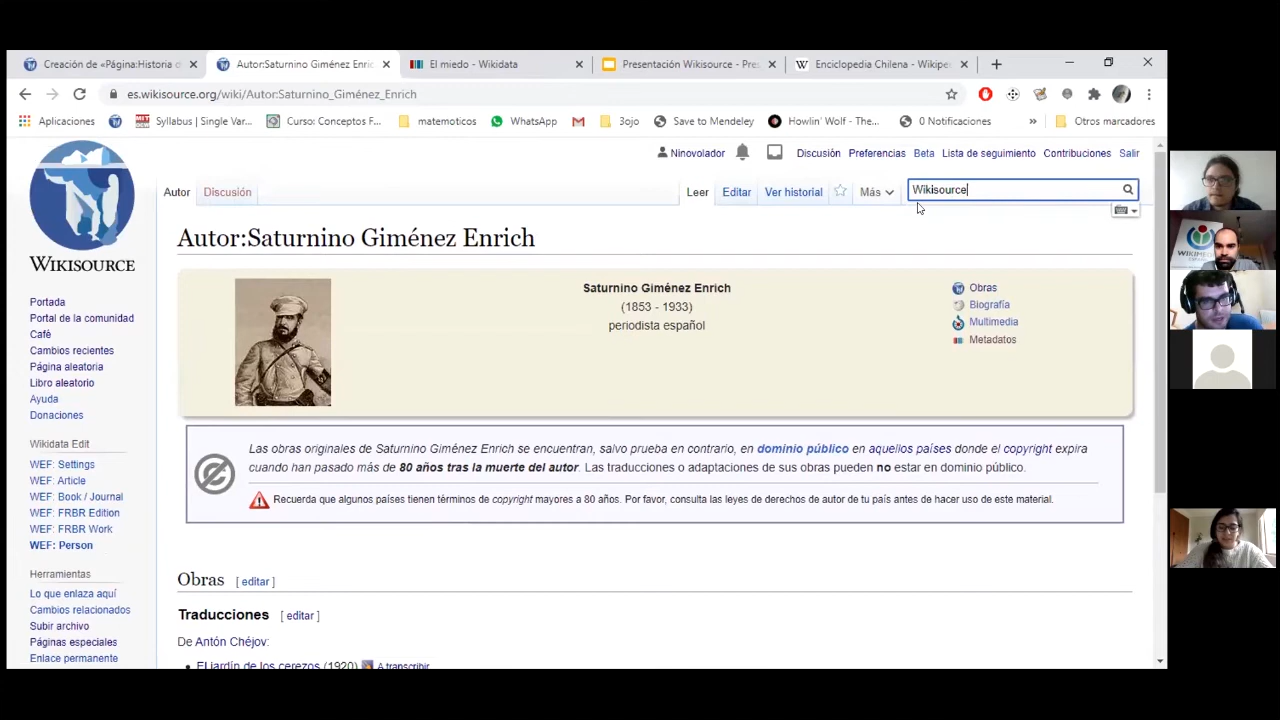 Creación de «Página:Historia d
Autor:Saturnino Giménez Enric
El miedo - Wikidata
Presentación Wikisource - Pres
Enciclopedia Chilena - Wikipe
es.wikisource.org/wiki/Autor:Saturnino_Giménez_Enrich
Aplicaciones
Syllabus | Single Var...
Curso: Conceptos F...
matemoticos
WhatsApp
3ojo
Save to Mendeley
Howlin' Wolf - The...
0 Notificaciones
»
Otros marcadores
Ninovolador
Discusión
Preferencias
Beta
Lista de seguimiento
Contribuciones
Salir
Autor
Discusión
Leer
Editar
Ver historial
Más
Wikisource
WIKISOURCE
Portada
Portal de la comunidad
Café
Cambios recientes
Página aleatoria
Libro aleatorio
Ayuda
Donaciones
Wikidata Edit
WEF: Settings
WEF: Article
WEF: Book / Journal
WEF: FRBR Edition
WEF: FRBR Work
WEF: Person
Herramientas
Lo que enlaza aquí
Cambios relacionados
Subir archivo
Páginas especiales
Enlace permanente
Autor:Saturnino Giménez Enrich
Saturnino Giménez Enrich
(1853 - 1933)
periodista español
Obras
Biografía
Multimedia
Metadatos
Las obras originales de Saturnino Giménez Enrich se encuentran, salvo prueba en contrario, en dominio público en aquellos países donde el copyright expira
cuando han pasado más de 80 años tras la muerte del autor. Las traducciones o adaptaciones de sus obras pueden no estar en dominio público.
Recuerda que algunos países tienen términos de copyright mayores a 80 años. Por favor, consulta las leyes de derechos de autor de tu país antes de hacer uso de este material.
Obras [ editar ]
Traducciones [ editar ]
De Antón Chéjov:
El jardín de los cerezos (1920) A transcribir